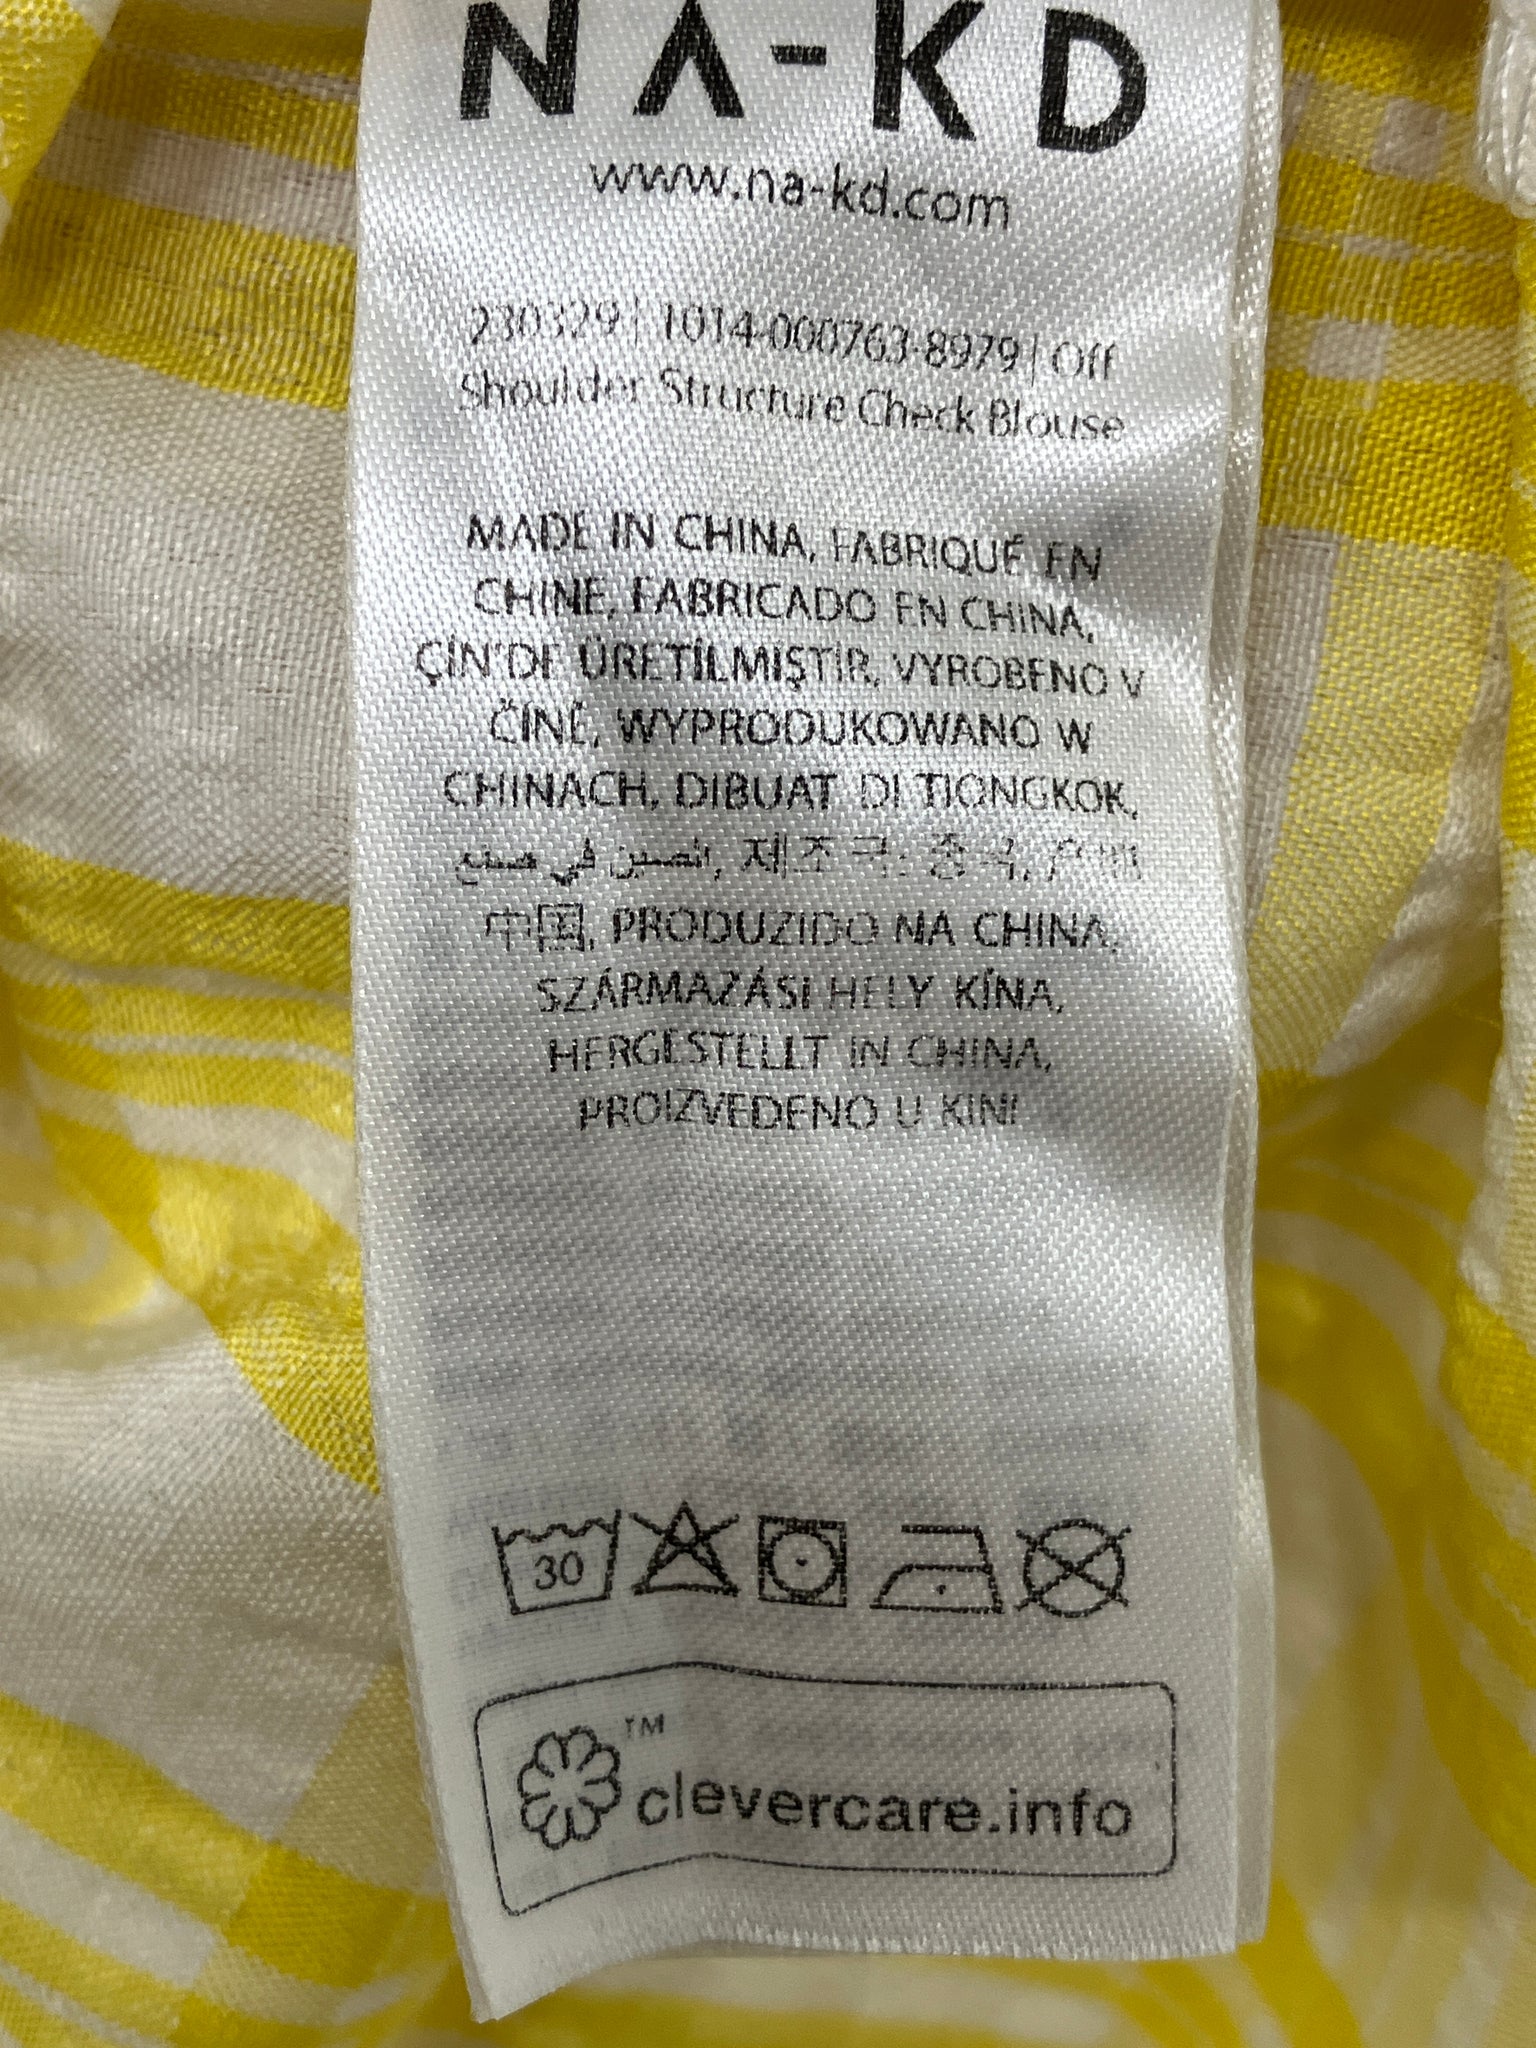 NA-KD
www.na-kd.com
230329 | 1014-000763-8979 | Off
Shoulder Structure Check Blouse
MADE IN CHINA, FABRIQUÉ EN
CHINE, FABRICADO EN CHINA,
ÇİN'DE ÜRETİLMİŞTİR, VYROBENO V
ČÍNĚ, WYPRODUKOWANO W
CHINACH, DIBUAT DI TIONGKOK,
الصين في صنع, 제조국: 중국, 产地
中国, PRODUZIDO NA CHINA,
SZÁRMAZÁSI HELY KÍNA,
HERGESTELLT IN CHINA,
PROIZVEDENO U KINI
30
TM
clevercare.info